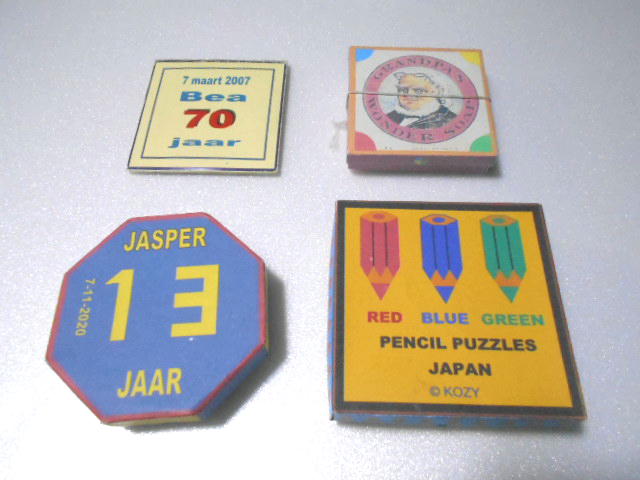 7 maart 2007
Bea
70
jaar
GRANDPA'S
WONDER SOAP
JASPER
13
JAAR
7-11-2020
RED BLUE GREEN
PENCIL PUZZLES
JAPAN
© KOZY